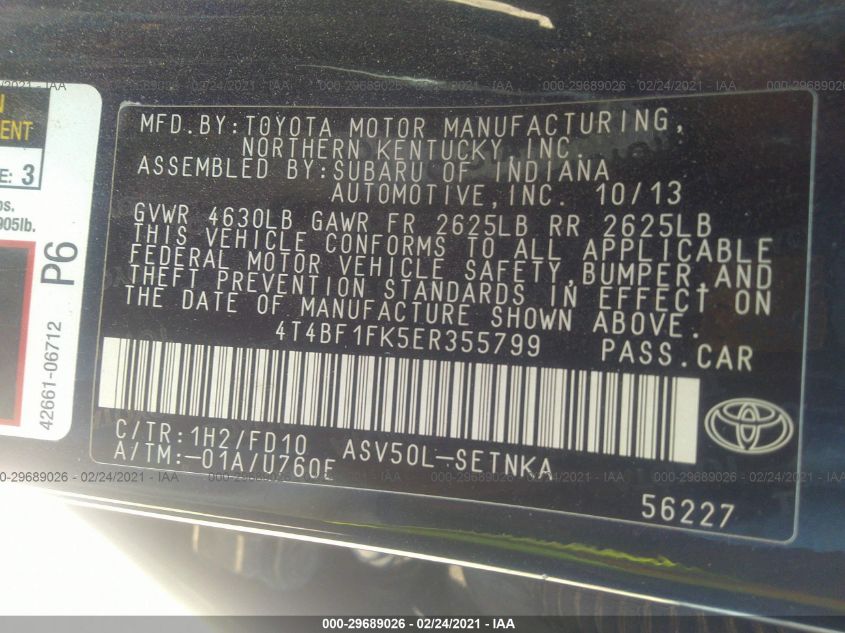 MFD.BY:TOYOTA MOTOR MANUFACTURING,
NORTHERN KENTUCKY,INC.
ASSEMBLED BY:SUBARU OF INDIANA
AUTOMOTIVE,INC. 10/13
GVWR 4630LB GAWR FR 2625LB RR 2625LB
THIS VEHICLE CONFORMS TO ALL APPLICABLE
FEDERAL MOTOR VEHICLE SAFETY,BUMPER,AND
THEFT PREVENTION STANDARDS IN EFFECT ON
THE DATE OF MANUFACTURE SHOWN ABOVE.
4T4BF1FK5ER355799 PASS.CAR
C/TR:1H2/FD10 ASV50L-SETNKA
A/TM:-01A/U760E
56227
ENT
E: 3
905lb.
P6
42661-06712
000-29689026 - 02/24/2021 - IAA